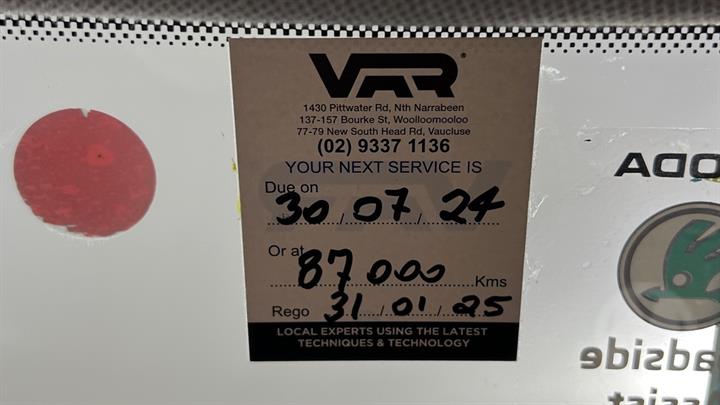 VAR
1430 Pittwater Rd, Nth Narrabeen
137-157 Bourke St, Woolloomooloo
77-79 New South Head Rd, Vaucluse
(02) 9337 1136
YOUR NEXT SERVICE IS
Due on
30/07/24
Or at
87000 Kms
Rego 31/01/25
LOCAL EXPERTS USING THE LATEST
TECHNIQUES & TECHNOLOGY
ODA
adside